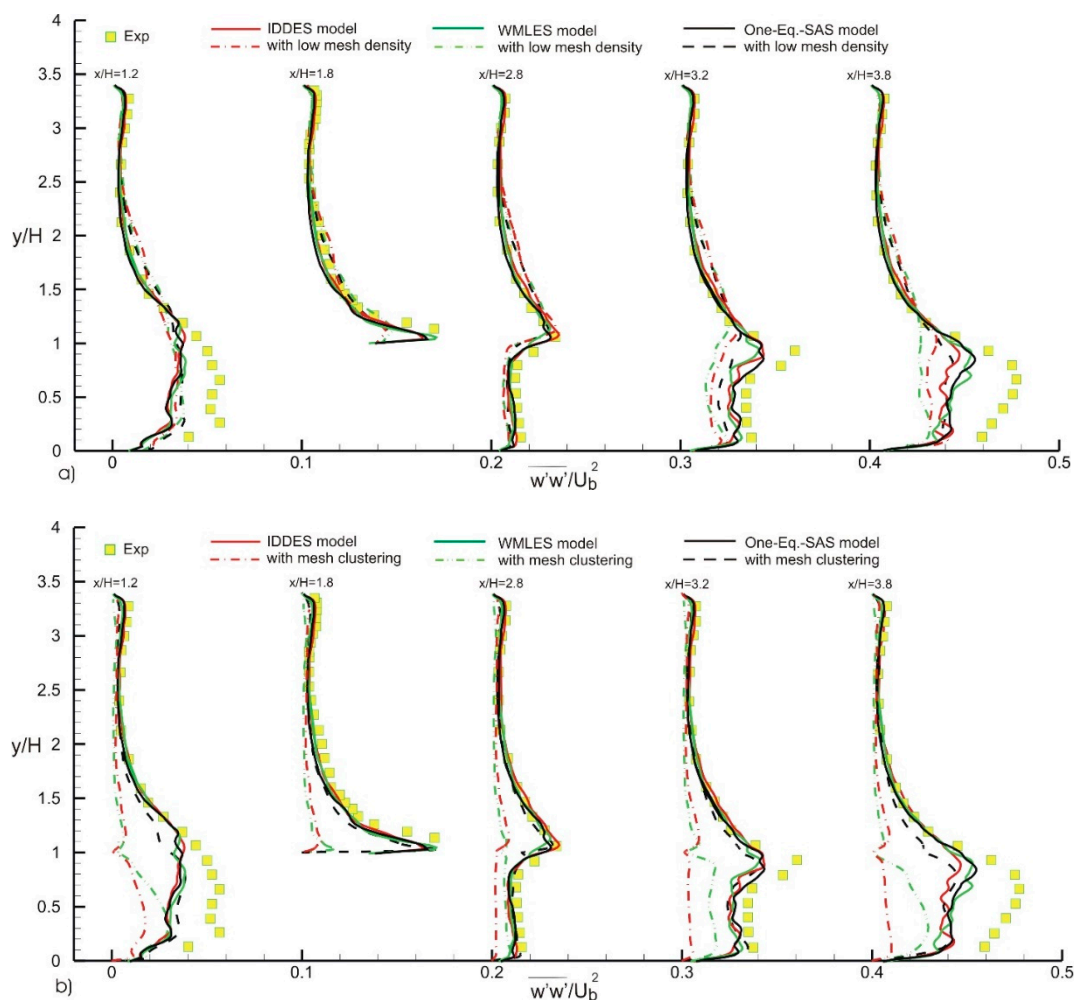 Exp IDDES model WMLES model One-Eq.-SAS model
with low mesh density with low mesh density with low mesh density
4
3.5
x/H=1.2 x/H=1.8 x/H=2.8 x/H=3.2 x/H=3.8
3
2.5
y/H
2
1.5
1
0.5
0
a)
0 0.1 0.2 0.3 0.4 0.5
w'w'/U_b^2
4
Exp IDDES model WMLES model One-Eq.-SAS model
with mesh clustering with mesh clustering with mesh clustering
3.5
x/H=1.2 x/H=1.8 x/H=2.8 x/H=3.2 x/H=3.8
3
2.5
y/H
2
1.5
1
0.5
0
b)
0 0.1 0.2 0.3 0.4 0.5
w'w'/U_b^2